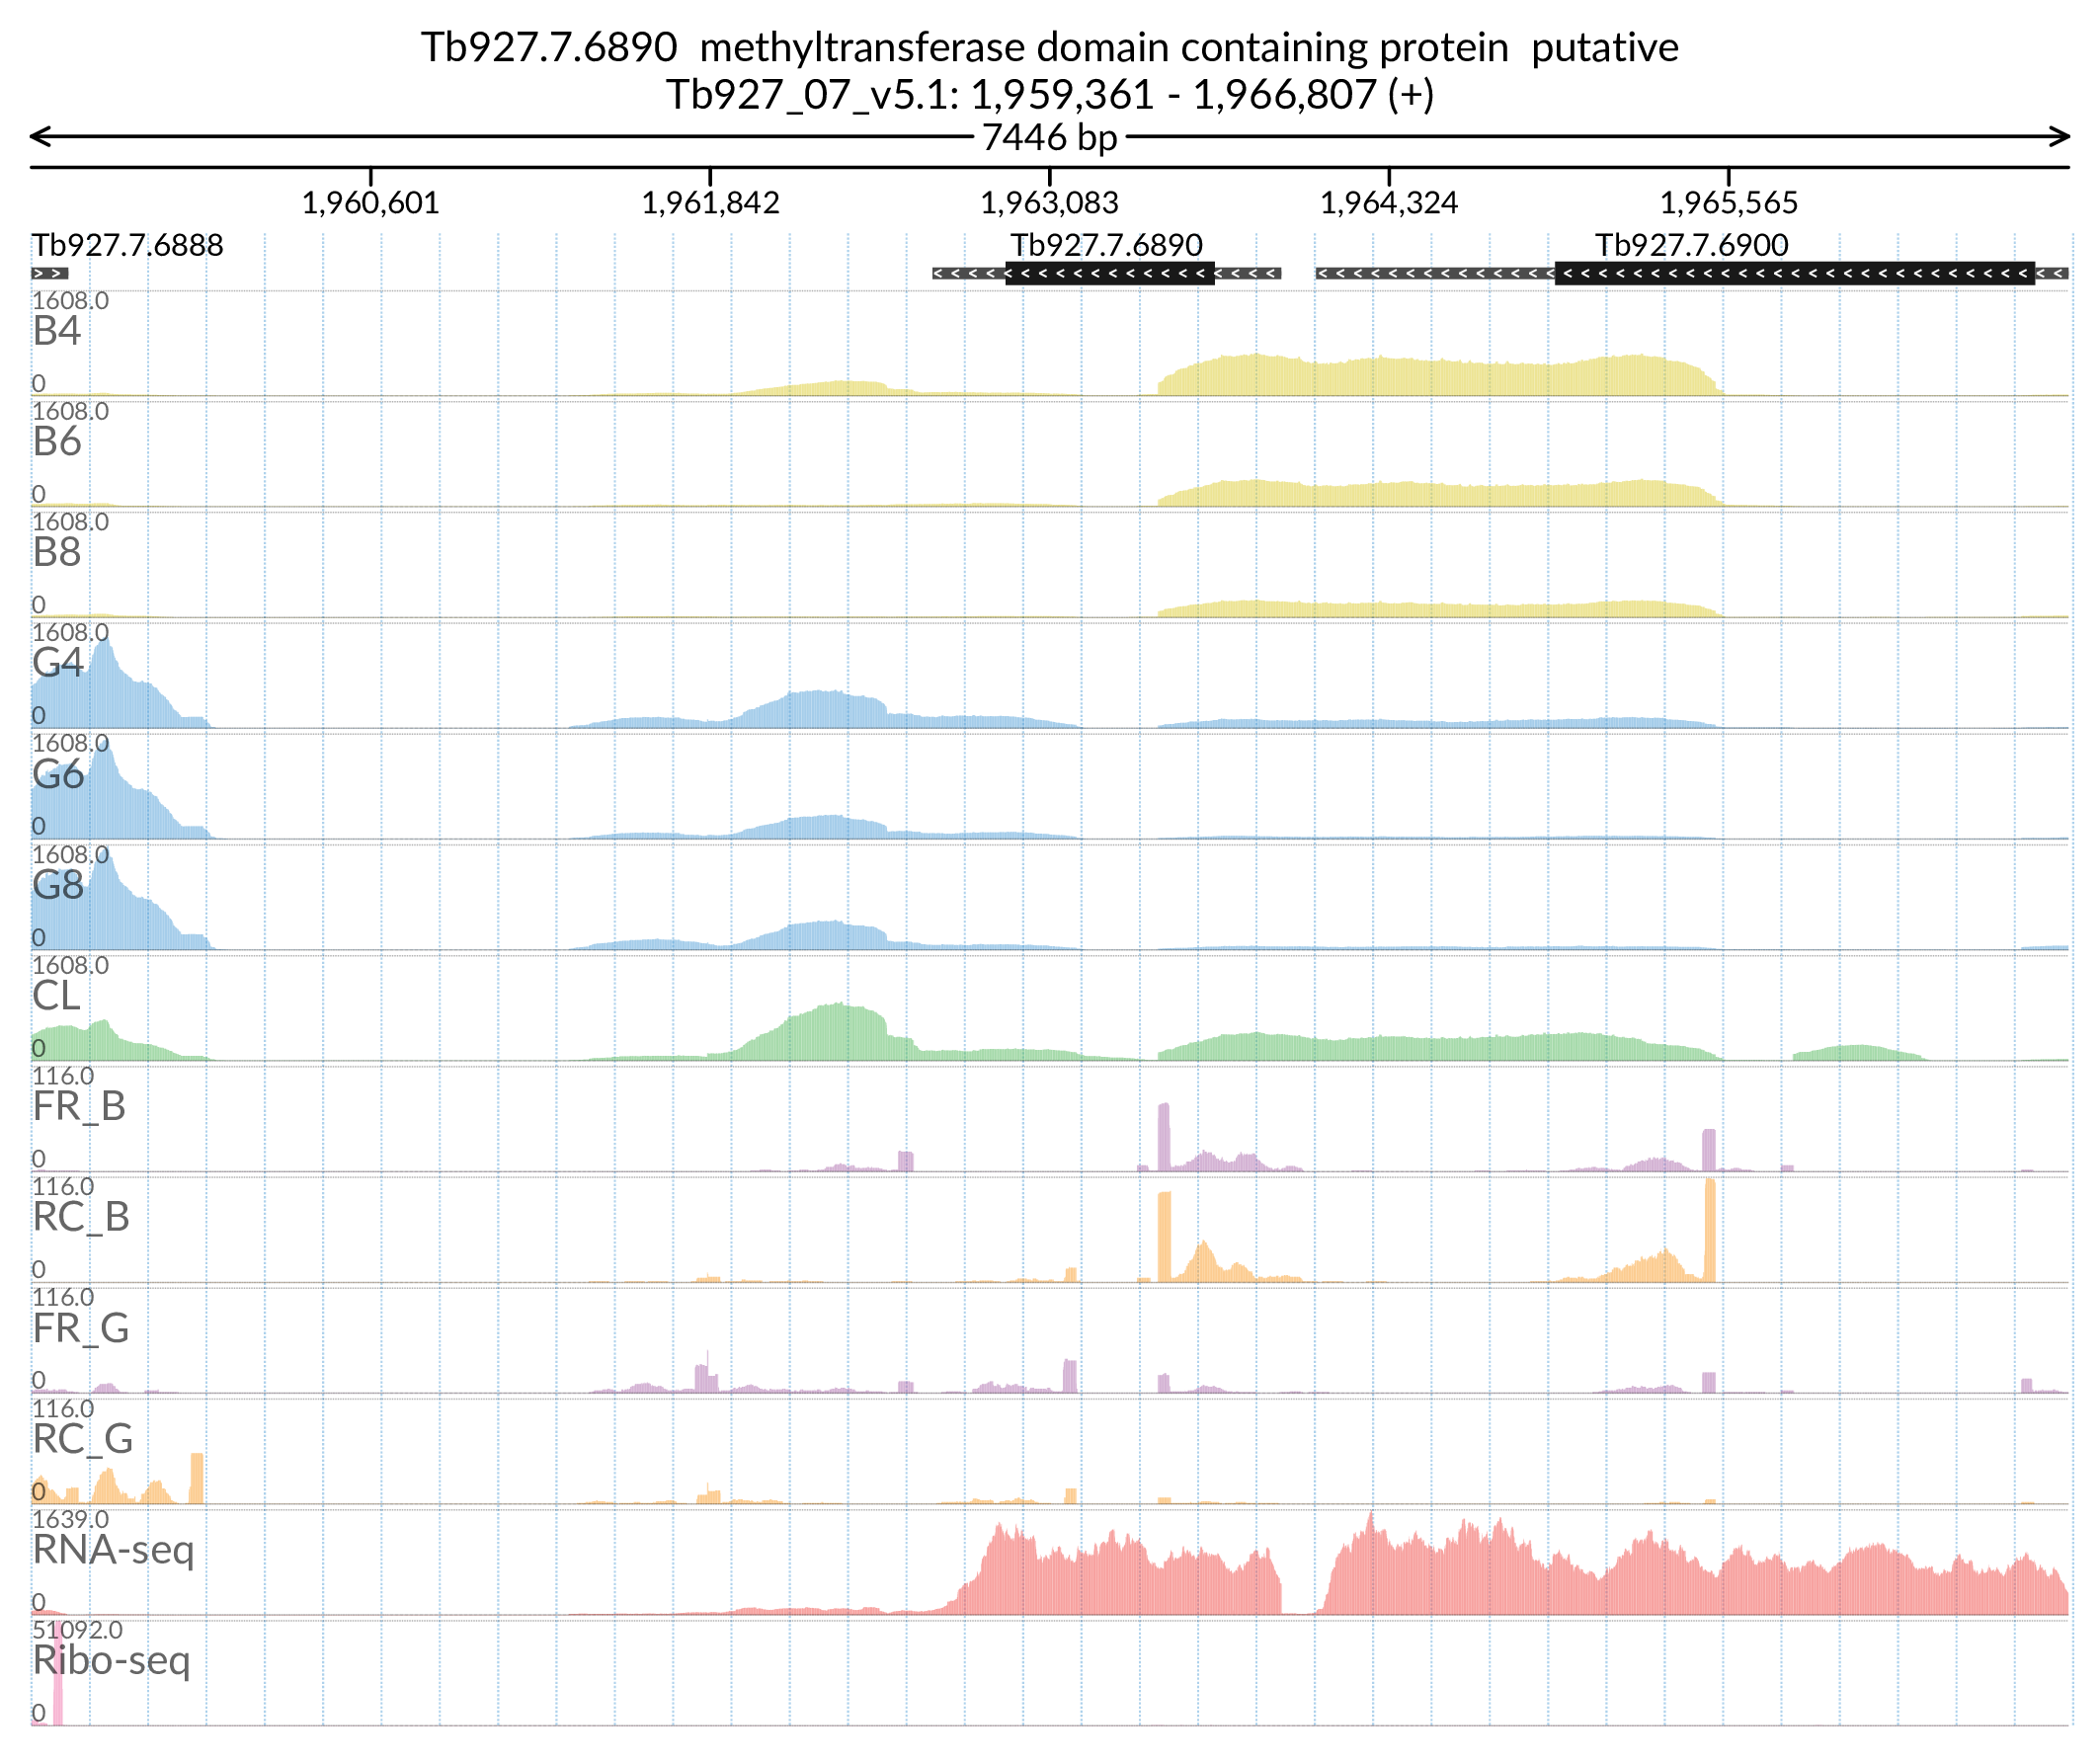 Tb927.7.6890  methyltransferase domain containing protein  putative
Tb927_07_v5.1: 1,959,361 - 1,966,807 (+)
7446 bp
1,960,601 1,961,842 1,963,083 1,964,324 1,965,565
Tb927.7.6888 Tb927.7.6890 Tb927.7.6900
1608.0
B4
0
1608.0
B6
0
1608.0
B8
0
1608.0
G4
0
1608.0
G6
0
1608.0
G8
0
1608.0
CL
0
116.0
FR_B
0
116.0
RC_B
0
116.0
FR_G
0
116.0
RC_G
0
1639.0
RNA-seq
0
51092.0
Ribo-seq
0